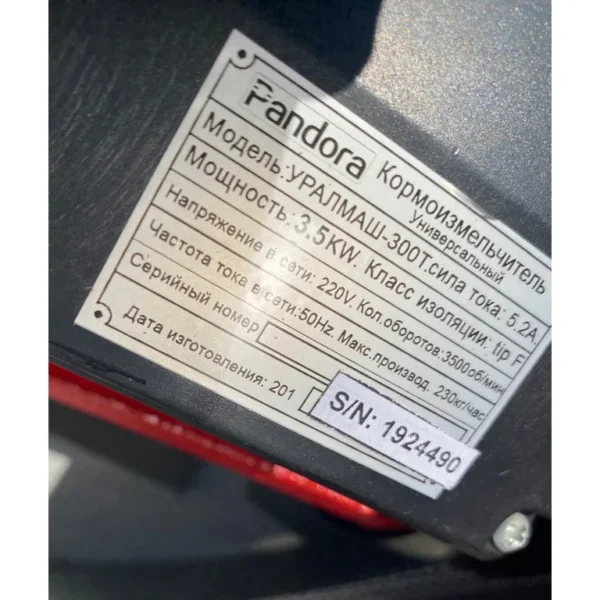 Pandora Кормоизмельчитель
Универсальный
Модель:УРАЛМАШ-300Т.сила тока: 5.2А.
Мощность: 3.5KW. Класс изоляции: tip F
Напряжение в сети: 220V Кол.оборотов:3500об/мин
Частота тока в сети:50Hz. Макс.производ. 230кг/час
Серийный номер
Дата изготовления: 201
S/N: 1924490